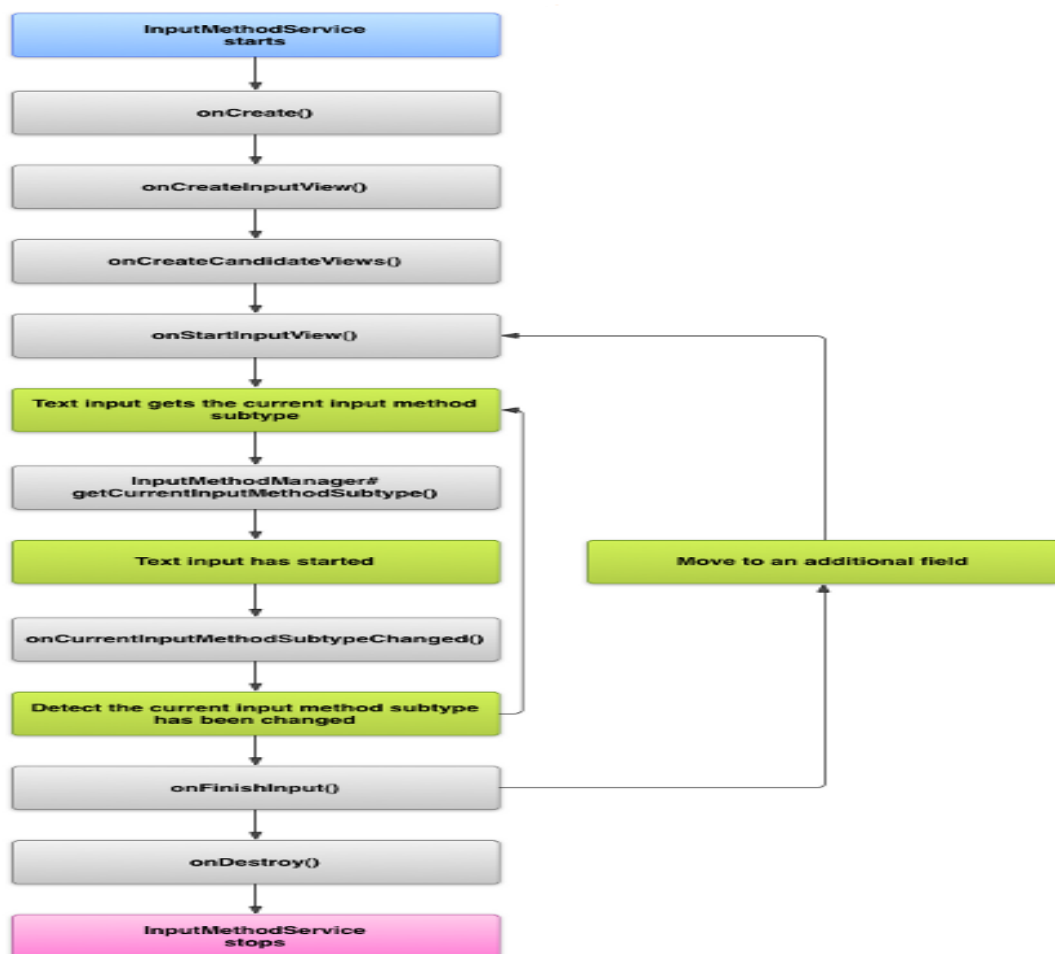 InputMethodService
starts
onCreate()
onCreateInputView()
onCreateCandidateViews()
onStartInputView()
Text input gets the current input method
subtype
InputMethodManager#
getCurrentInputMethodSubtype()
Text input has started
Move to an additional field
onCurrentInputMethodSubtypeChanged()
Detect the current input method subtype
has been changed
onFinishInput()
onDestroy()
InputMethodService
stops